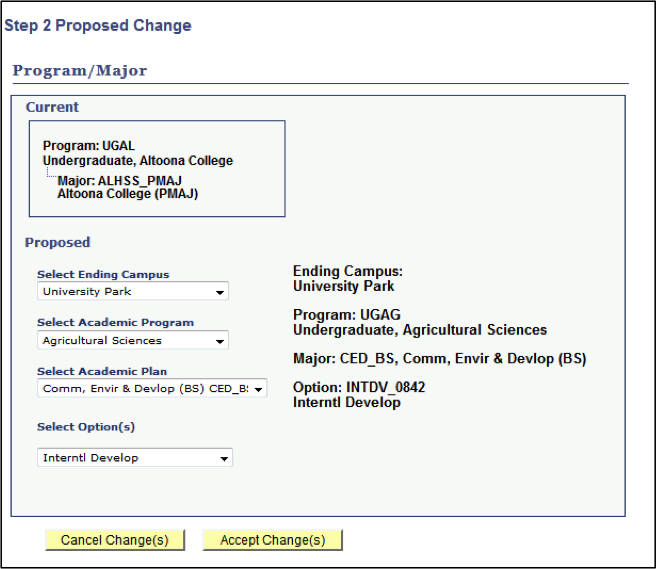 Step 2 Proposed Change
Program/Major
Current
Program: UGAL
Undergraduate, Altoona College
Major: ALHSS_PMAJ
Altoona College (PMAJ)
Proposed
Select Ending Campus
University Park
Select Academic Program
Agricultural Sciences
Select Academic Plan
Comm, Envir & Devlop (BS) CED_B
Select Option(s)
Interntl Develop
Ending Campus:
University Park
Program: UGAG
Undergraduate, Agricultural Sciences
Major: CED_BS, Comm, Envir & Devlop (BS)
Option: INTDV_0842
Interntl Develop
Cancel Change(s)
Accept Change(s)